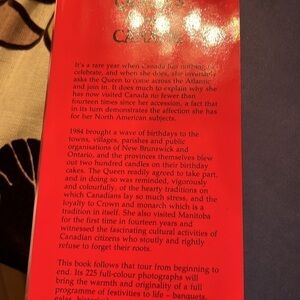 It's a rare year when Canada has nothing to
celebrate, and when she does, she invariably
asks the Queen to come across the Atlantic
and join in. It does much to explain why she
has now visited Canada no fewer than
fourteen times since her accession, a fact that
in its turn demonstrates the affection she has
for her North American subjects.
1984 brought a wave of birthdays to the
towns, villages, parishes and public
organisations of New Brunswick and
Ontario, and the provinces themselves blew
out two hundred candles on their birthday
cakes. The Queen readily agreed to take part,
and in doing so was reminded, vigorously
and colourfully, of the hearty traditions on
which Canadians lay so much stress, and the
loyalty to Crown and monarch which is a
tradition in itself. She also visited Manitoba
for the first time in fourteen years and
witnessed the fascinating cultural activities of
Canadian citizens who stoutly and rightly
refuse to forget their roots.
This book follows that tour from beginning to
end. Its 225 full-colour photographs will
bring the warmth and originality of a full
programme of festivities to life – banquets,